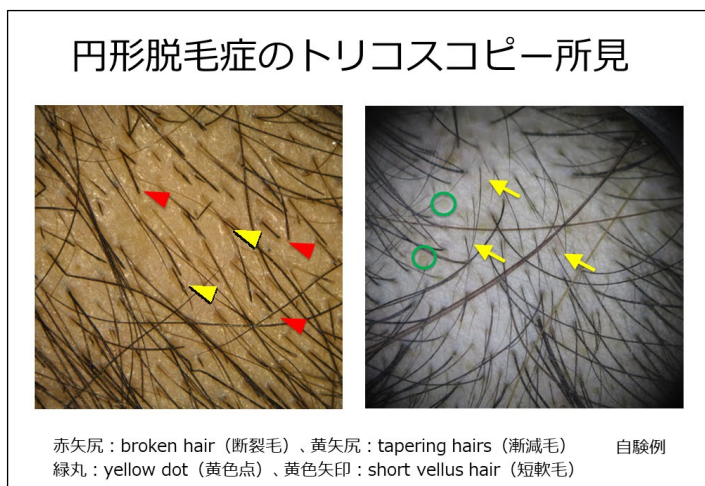 円形脱毛症のトリコスコピー所見
赤矢尻：broken hair（断裂毛）、黄矢尻：tapering hairs（漸減毛）　自験例
緑丸：yellow dot（黄色点）、黄色矢印：short vellus hair（短軟毛）